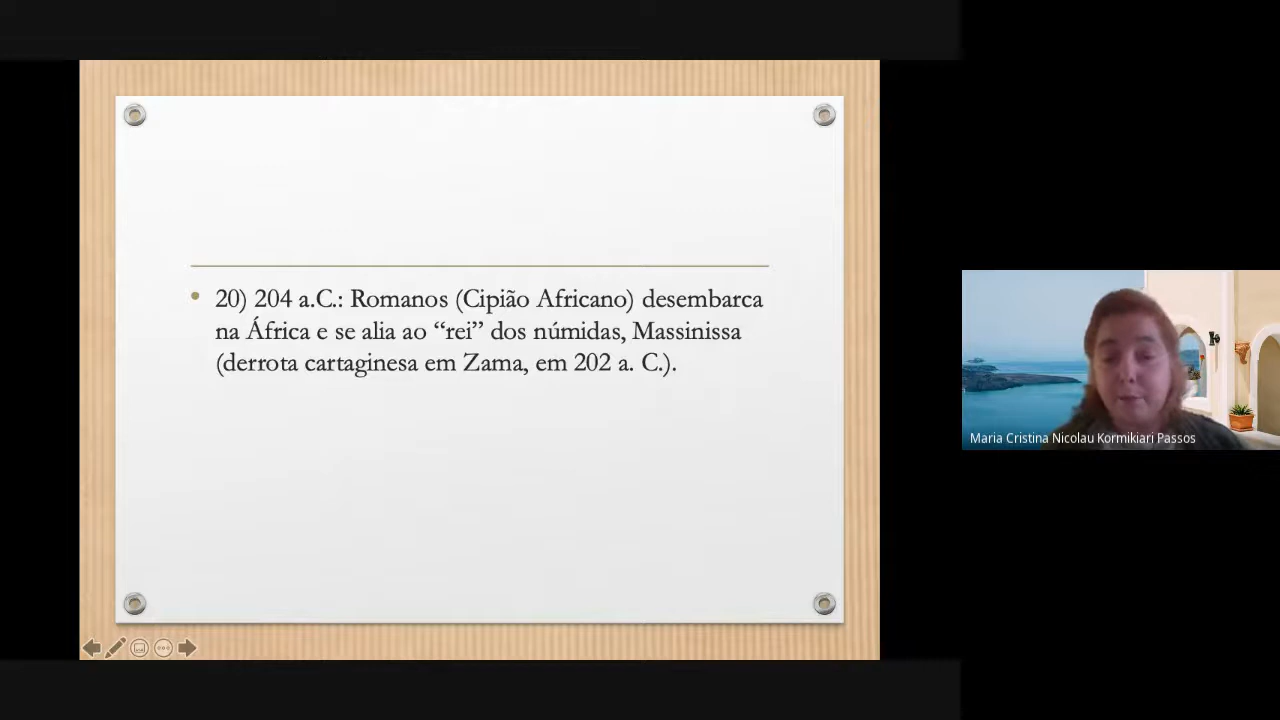 20) 204 a.C.: Romanos (Cipião Africano) desembarca
na África e se alia ao “rei” dos númidas, Massinissa
(derrota cartaginesa em Zama, em 202 a. C.).
Maria Cristina Nicolau Kormikiari Passos